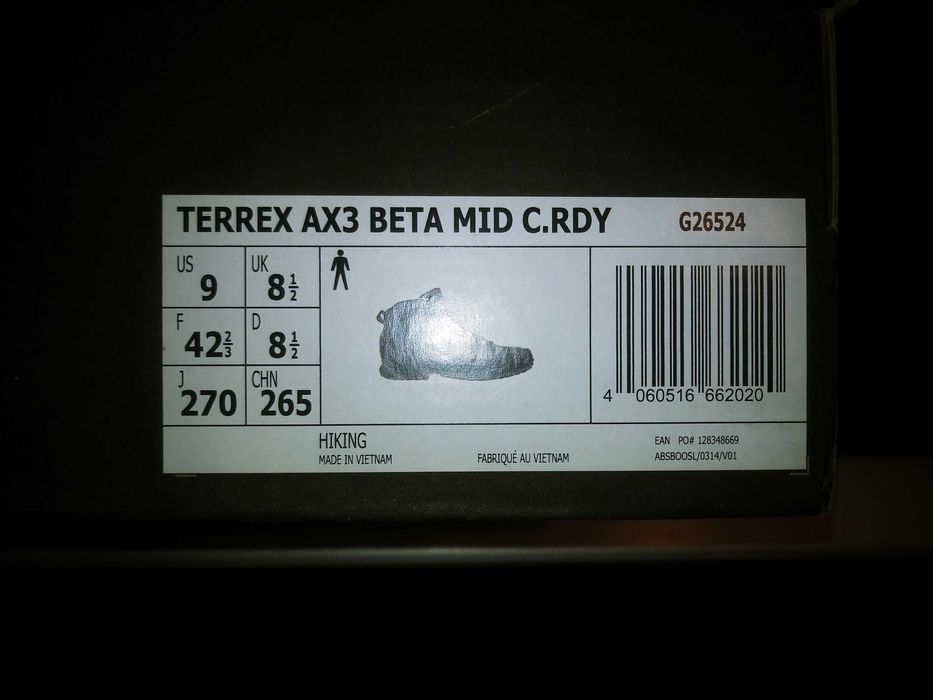 TERREX AX3 BETA MID C.RDY G26524
US 9 UK 8 1/2
F 42 2/3 D 8 1/2
J 270 CHN 265
4 060516 662020
HIKING
MADE IN VIETNAM FABRIQUÉ AU VIETNAM
EAN PO# 128348669
ABSBOOSL/0314/V01